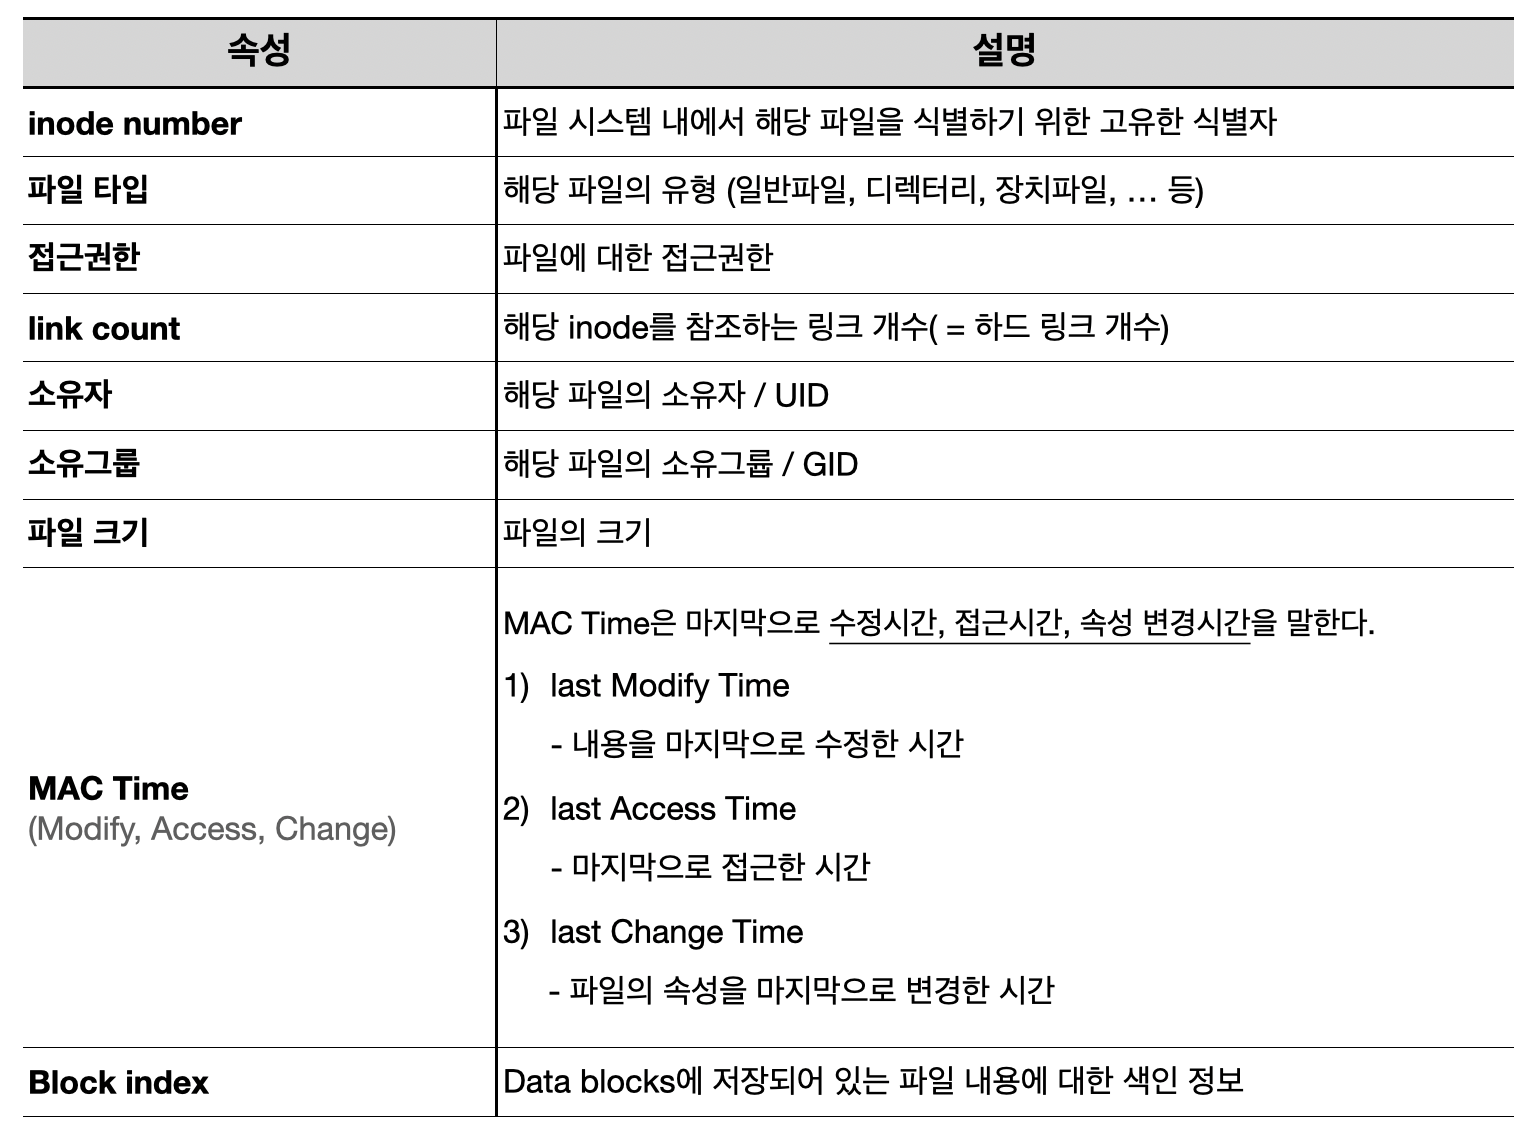 속성
설명
inode number
파일 시스템 내에서 해당 파일을 식별하기 위한 고유한 식별자
파일 타입
해당 파일의 유형 (일반파일, 디렉터리, 장치파일, … 등)
접근권한
파일에 대한 접근권한
link count
해당 inode를 참조하는 링크 개수( = 하드 링크 개수)
소유자
해당 파일의 소유자 / UID
소유그룹
해당 파일의 소유그륩 / GID
파일 크기
파일의 크기
MAC Time
(Modify, Access, Change)
MAC Time은 마지막으로 수정시간, 접근시간, 속성 변경시간을 말한다.
1) last Modify Time
- 내용을 마지막으로 수정한 시간
2) last Access Time
- 마지막으로 접근한 시간
3) last Change Time
- 파일의 속성을 마지막으로 변경한 시간
Block index
Data blocks에 저장되어 있는 파일 내용에 대한 색인 정보